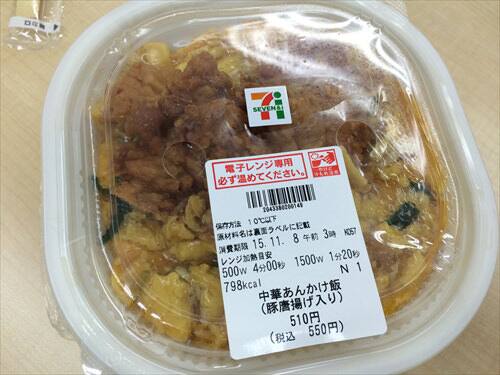 7i
SEVEN&i
電子レンジ専用
必ず温めてください。
2043380200149
保存方法 10℃以下
原材料名は裏面ラベルに記載
消費期限 15.11. 8 午前 3時
レンジ加熱目安
500W 4分00秒 1500W 1分20秒
798kcal N 1
中華あんかけ飯
(豚唐揚げ入り)
510円
(税込 550円)